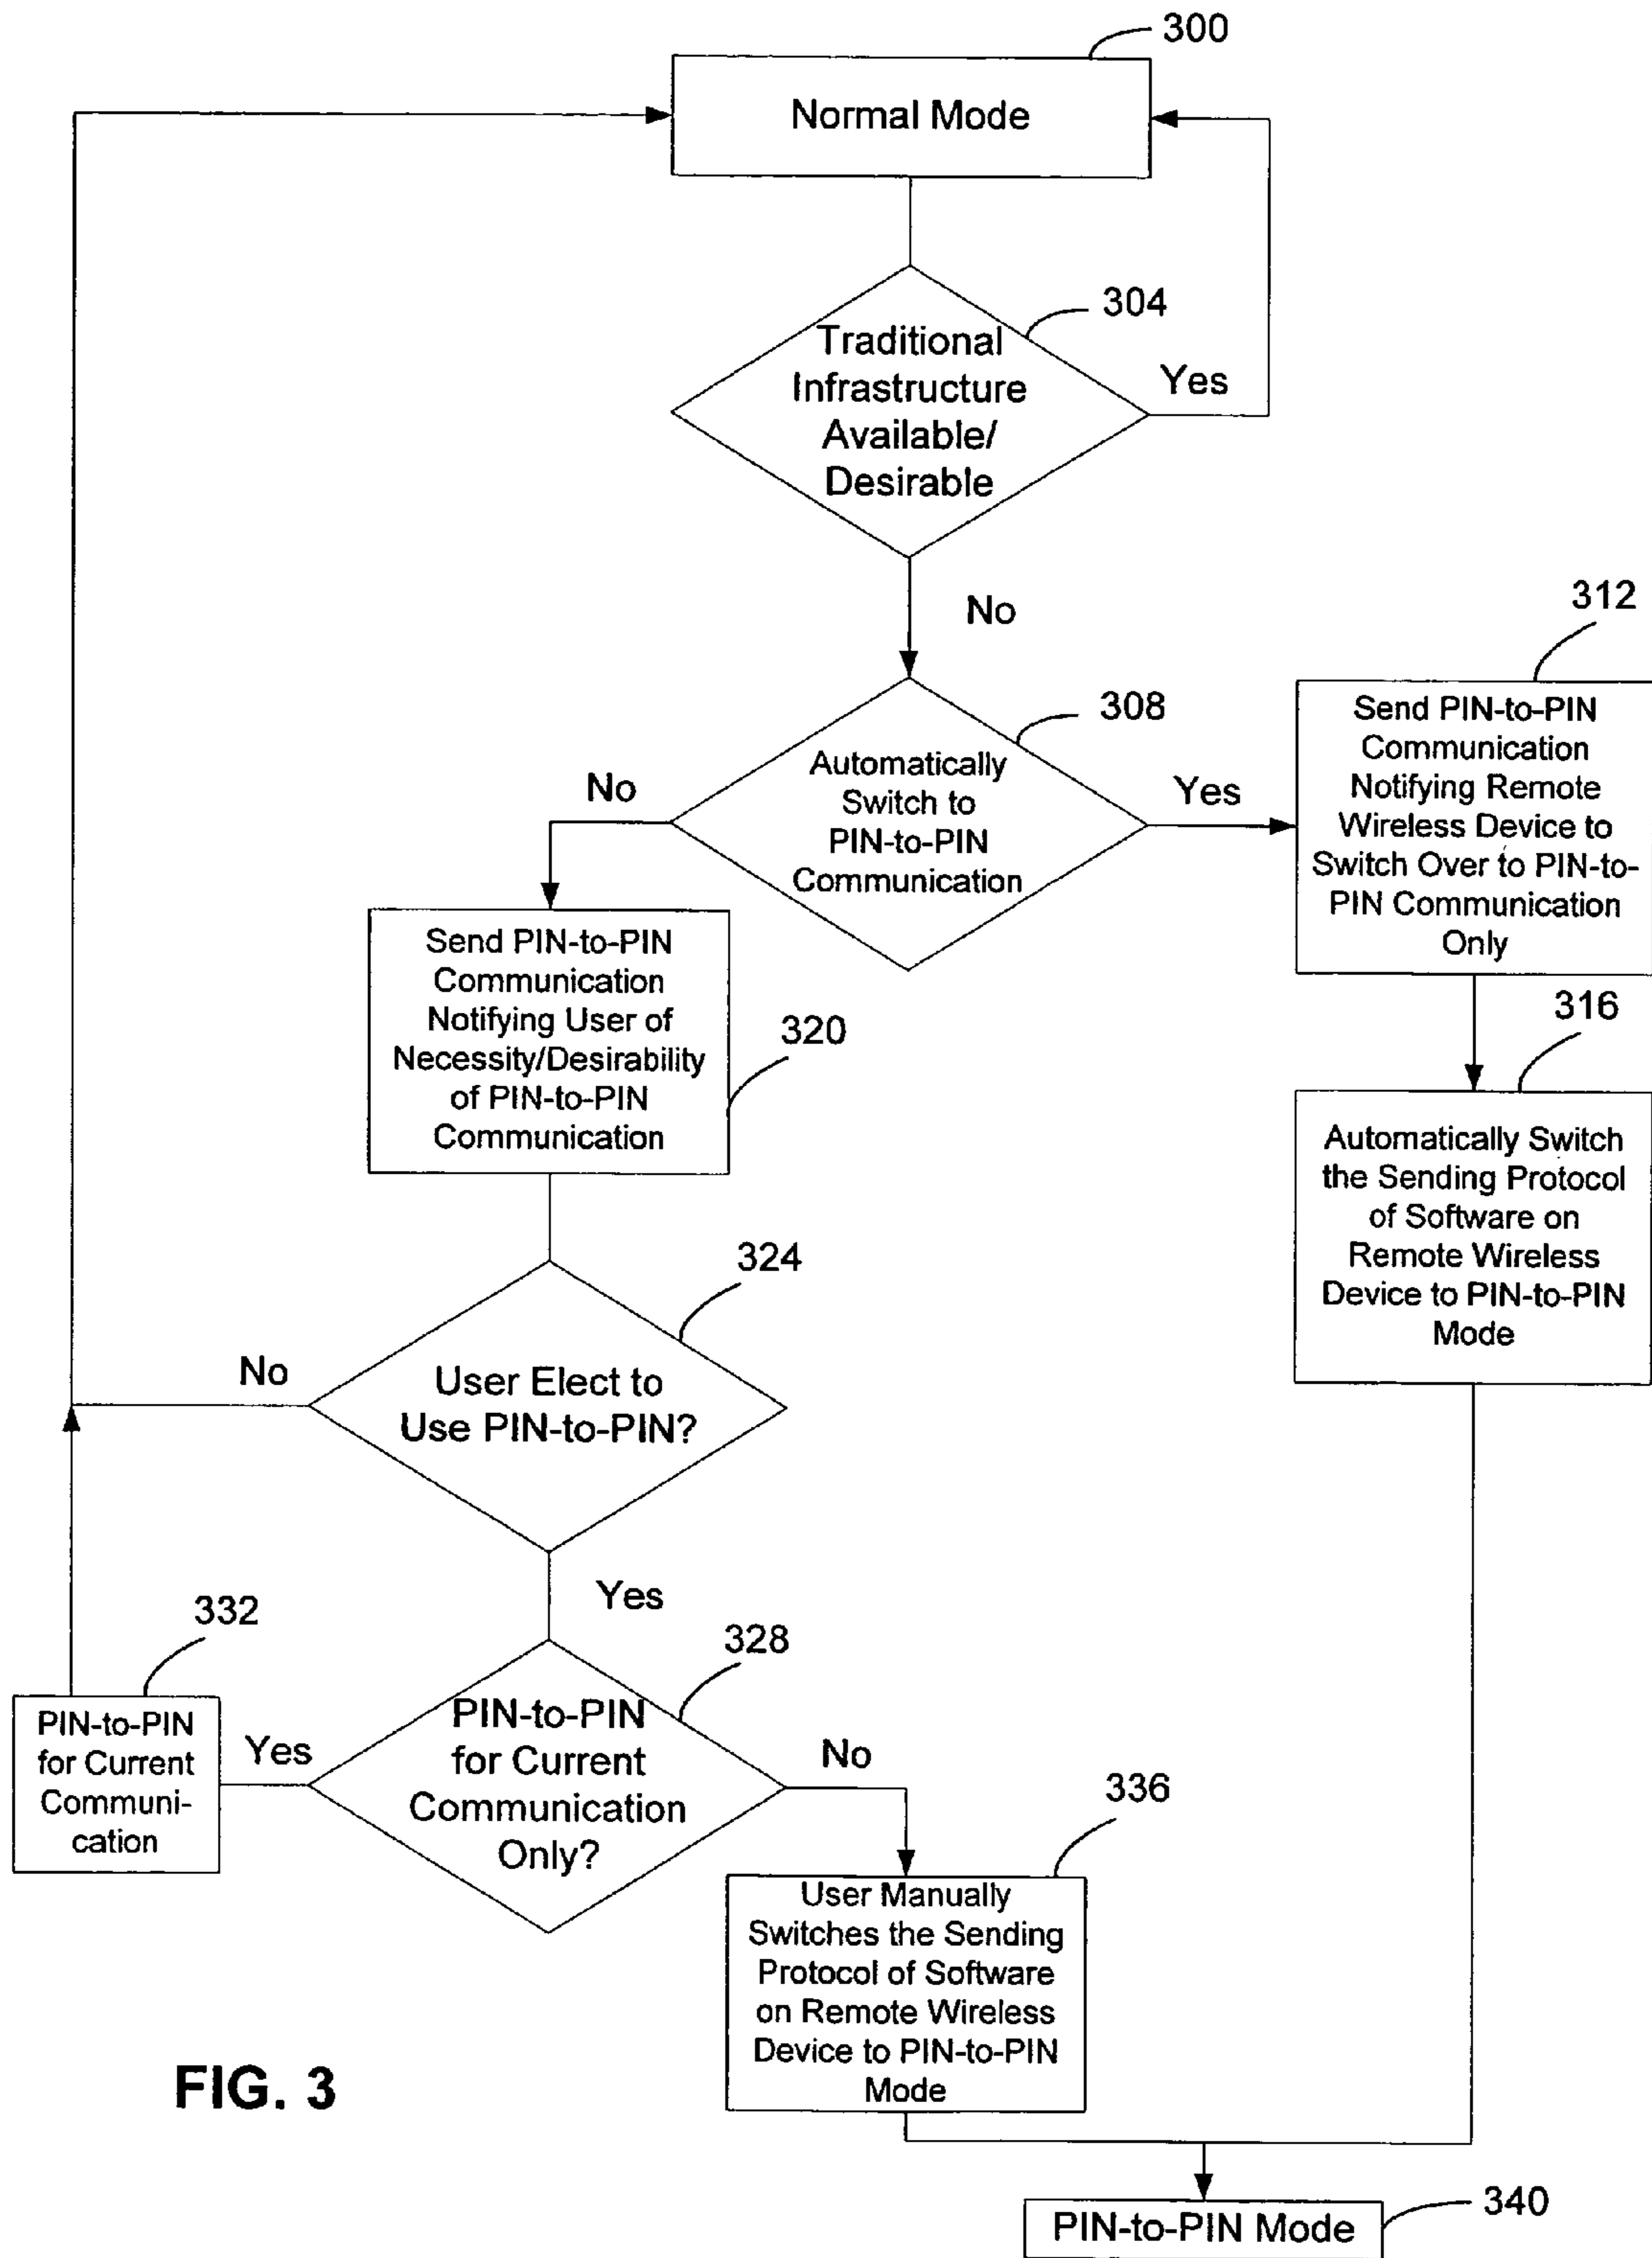 300
Normal Mode
304
Traditional
Infrastructure
Available/
Desirable
Yes
No
312
308
Automatically
Switch to
PIN-to-PIN
Communication
No
Yes
Send PIN-to-PIN
Communication
Notifying Remote
Wireless Device to
Switch Over to PIN-to-
PIN Communication
Only
Send PIN-to-PIN
Communication
Notifying User of
Necessity/Desirability
of PIN-to-PIN
Communication
320
316
Automatically Switch
the Sending Protocol
of Software on
Remote Wireless
Device to PIN-to-PIN
Mode
324
No
User Elect to
Use PIN-to-PIN?
Yes
332
328
PIN-to-PIN
for Current
Communi-
cation
Yes
PIN-to-PIN
for Current
Communication
Only?
No
336
User Manually
Switches the Sending
Protocol of Software
on Remote Wireless
Device to PIN-to-PIN
Mode
FIG. 3
PIN-to-PIN Mode
340